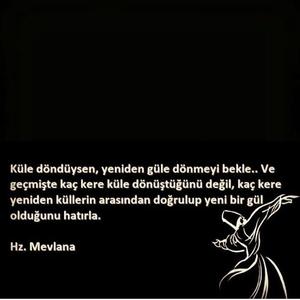 Küle döndüysen, yeniden güle dönmeyi bekle.. Ve
geçmişte kaç kere küle dönüştüğünü değil, kaç kere
yeniden küllerin arasından doğrulup yeni bir gül
olduğunu hatırla.
Hz. Mevlana